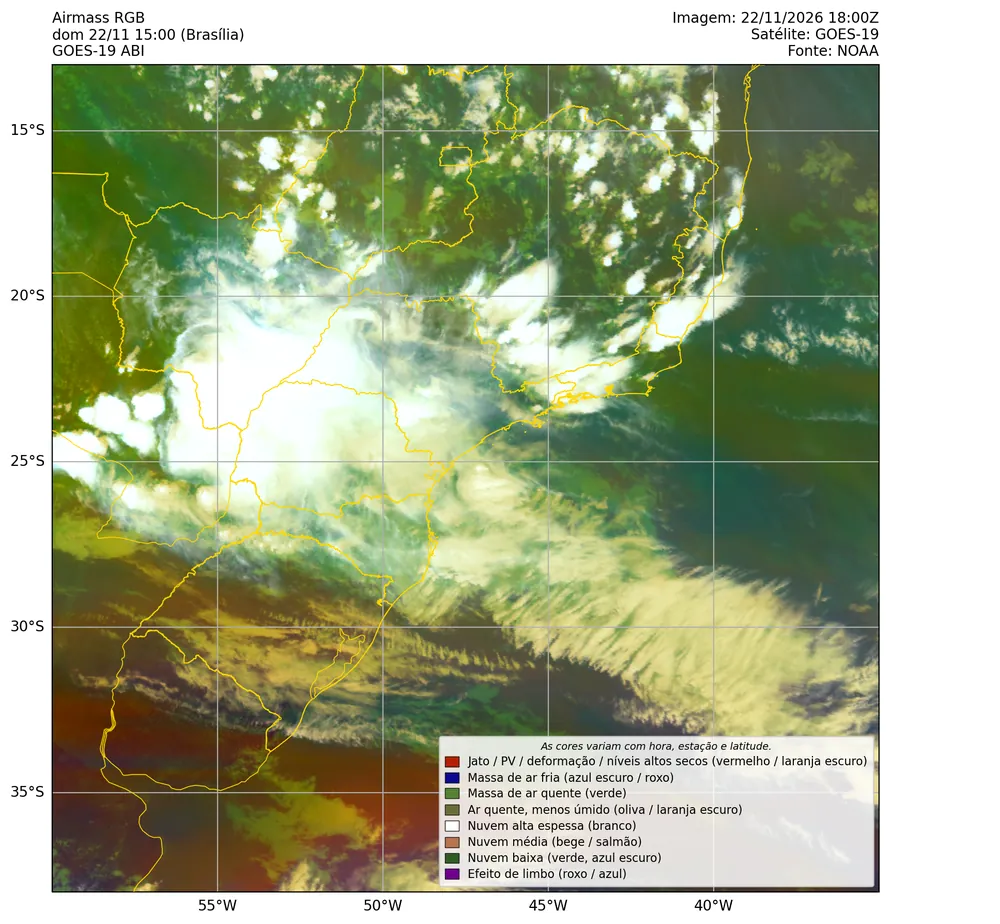 Airmass RGB
dom 22/11 15:00 (Brasília)
GOES-19 ABI
Imagem: 22/11/2026 18:00Z
Satélite: GOES-19
Fonte: NOAA
15°S
20°S
25°S
30°S
35°S
55°W
50°W
45°W
40°W
As cores variam com hora, estação e latitude.
Jato / PV / deformação / níveis altos secos (vermelho / laranja escuro)
Massa de ar fria (azul escuro / roxo)
Massa de ar quente (verde)
Ar quente, menos úmido (oliva / laranja escuro)
Nuvem alta espessa (branco)
Nuvem média (bege / salmão)
Nuvem baixa (verde, azul escuro)
Efeito de limbo (roxo / azul)